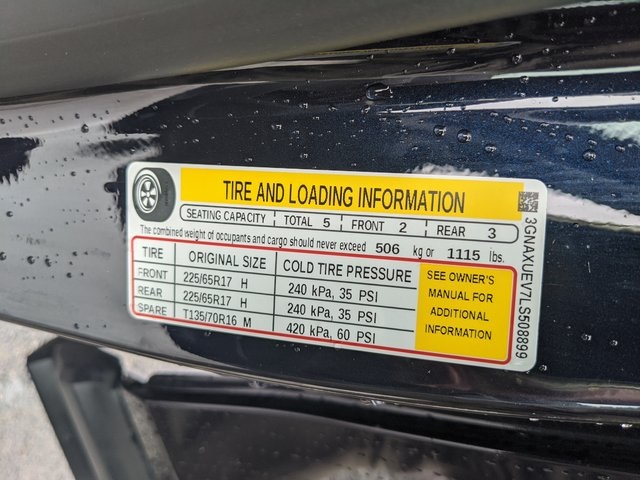 TIRE AND LOADING INFORMATION
SEATING CAPACITY TOTAL 5 FRONT 2 REAR 3
The combined weight of occupants and cargo should never exceed 506 kg or 1115 lbs.
TIRE ORIGINAL SIZE COLD TIRE PRESSURE
FRONT 225/65R17 H 240 kPa, 35 PSI
REAR 225/65R17 H 240 kPa, 35 PSI
SPARE T135/70R16 M 420 kPa, 60 PSI
SEE OWNER'S
MANUAL FOR
ADDITIONAL
INFORMATION
3GNAXUEV7LS508899